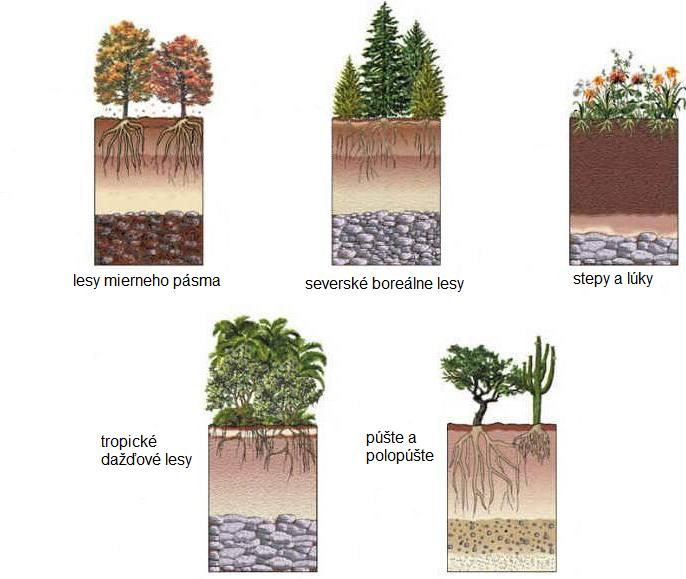 lesy mierneho pásma
severské boreálne lesy
stepy a lúky
tropické
dažďové lesy
púšte a
polopúšte